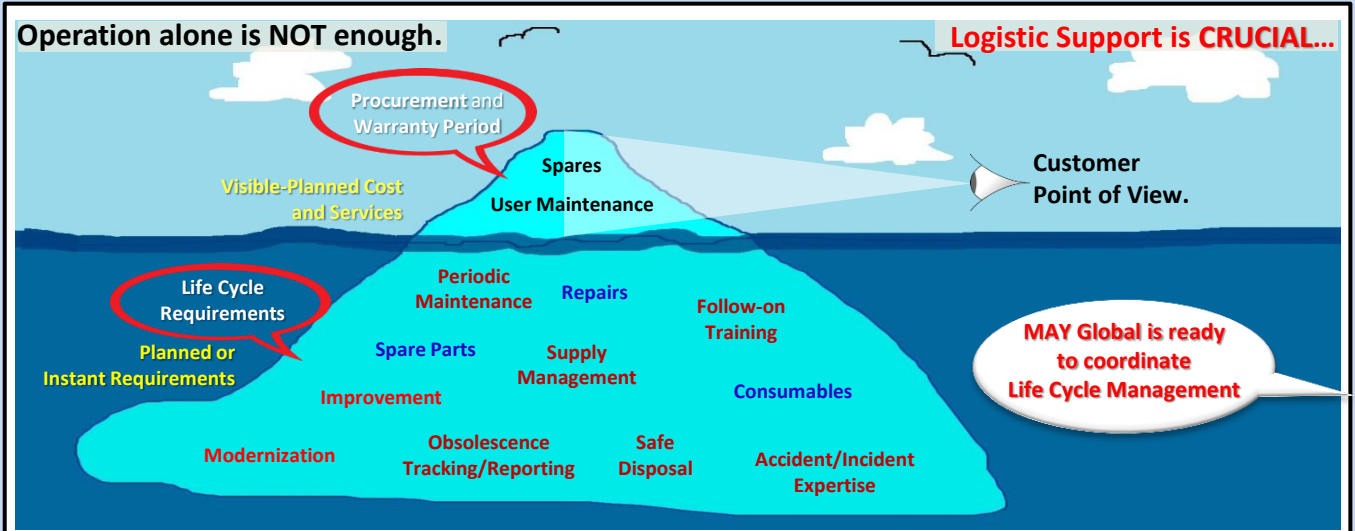 Operation alone is NOT enough.
Logistic Support is CRUCIAL...
Procurement and
Warranty Period
Spares
User Maintenance
Customer
Point of View.
Visible-Planned Cost
and Services
Life Cycle
Requirements
Planned or
Instant Requirements
Periodic
Maintenance
Repairs
Follow-on
Training
Spare Parts
Supply
Management
Improvement
Consumables
MAY Global is ready
to coordinate
Life Cycle Management
Modernization
Obsolescence
Tracking/Reporting
Safe
Disposal
Accident/Incident
Expertise